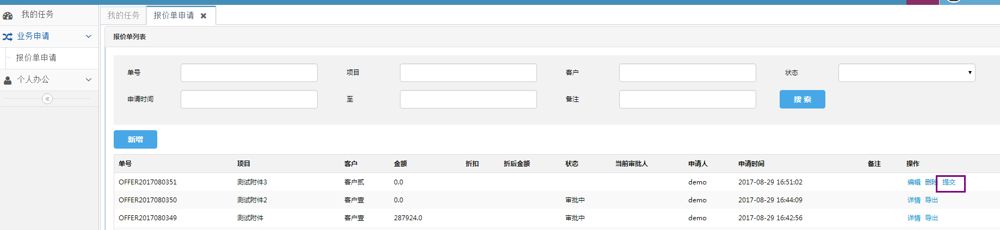 我的任务
业务申请
报价单申请
个人办公
我的任务 报价单申请
报价单列表
单号 项目 客户 状态
申请时间 至 备注 搜 索
新增
单号 项目 客户 金额 折扣 折后金额 状态 当前审批人 申请人 申请时间 备注 操作
OFFER2017080351 测试附件3 客户贰 0.0 demo 2017-08-29 16:51:02 编辑 删除 提交
OFFER2017080350 测试附件2 客户壹 0.0 审批中 demo 2017-08-29 16:44:09 详情 导出
OFFER2017080349 测试附件 客户壹 287924.0 审批中 demo 2017-08-29 16:42:56 详情 导出